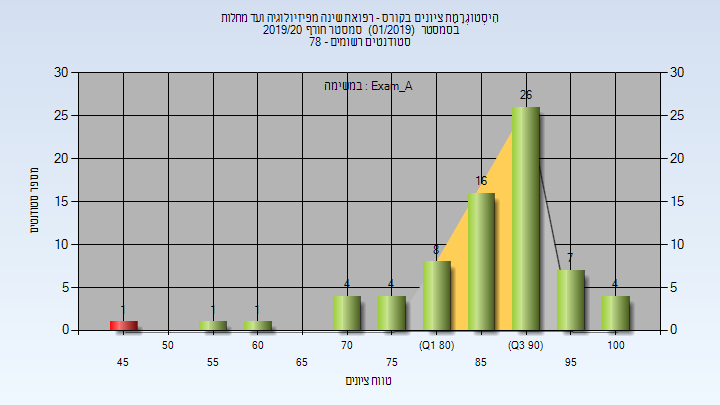 היסטוגרמת ציונים בקורס - רפואת שינה מפיזיולוגיה ועד מחלות
בסמסטר (01/2019) סמסטר חורף 2019/20
סטודנטים רשומים - 78
במשימה : Exam_A
מספר סטודנטים
30 30
25 25
20 20
15 15
10 10
5 5
0 0
1 1 1 4 4 8 16 26 7 4
50 60 70 (Q1 80) (Q3 90) 100
45 55 65 75 85 95
טווח ציונים